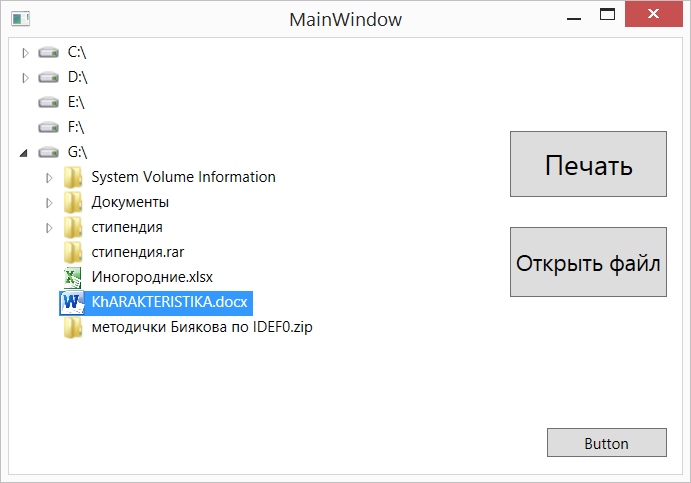 MainWindow
C:\
D:\
E:\
F:\
G:\
System Volume Information
Документы
стипендия
стипендия.rar
Иногородние.xlsx
KhARAKTERISTIKA.docx
методички Биякова по IDEF0.zip
Печать
Открыть файл
Button